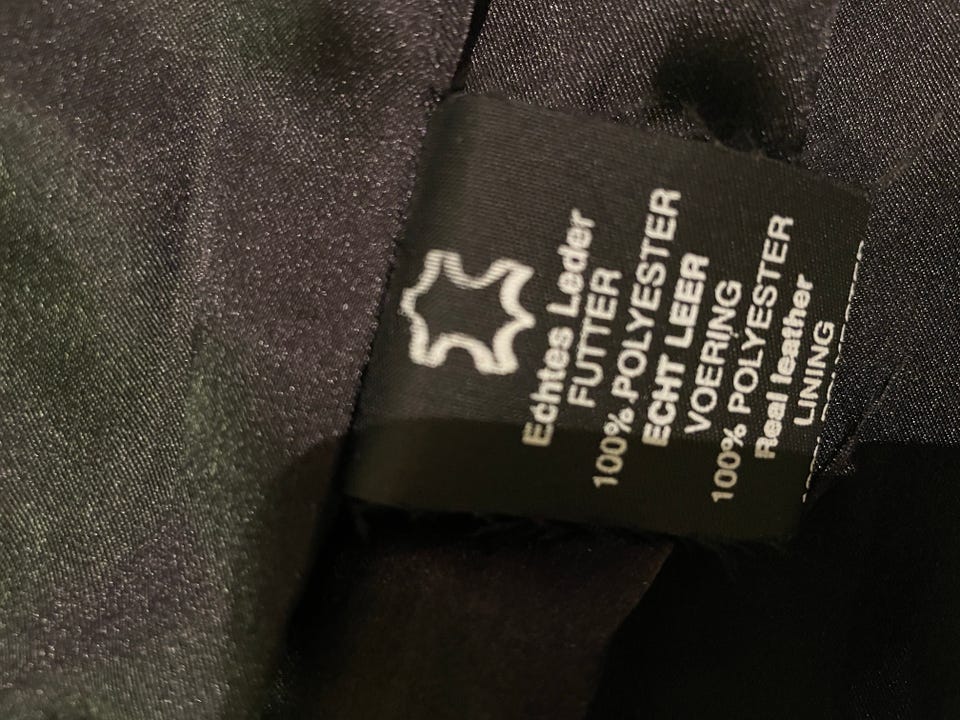 Echtes Leder
FUTTER
100% POLYESTER
ECHT LEER
VOERING
100% POLYESTER
Real leather
LINING